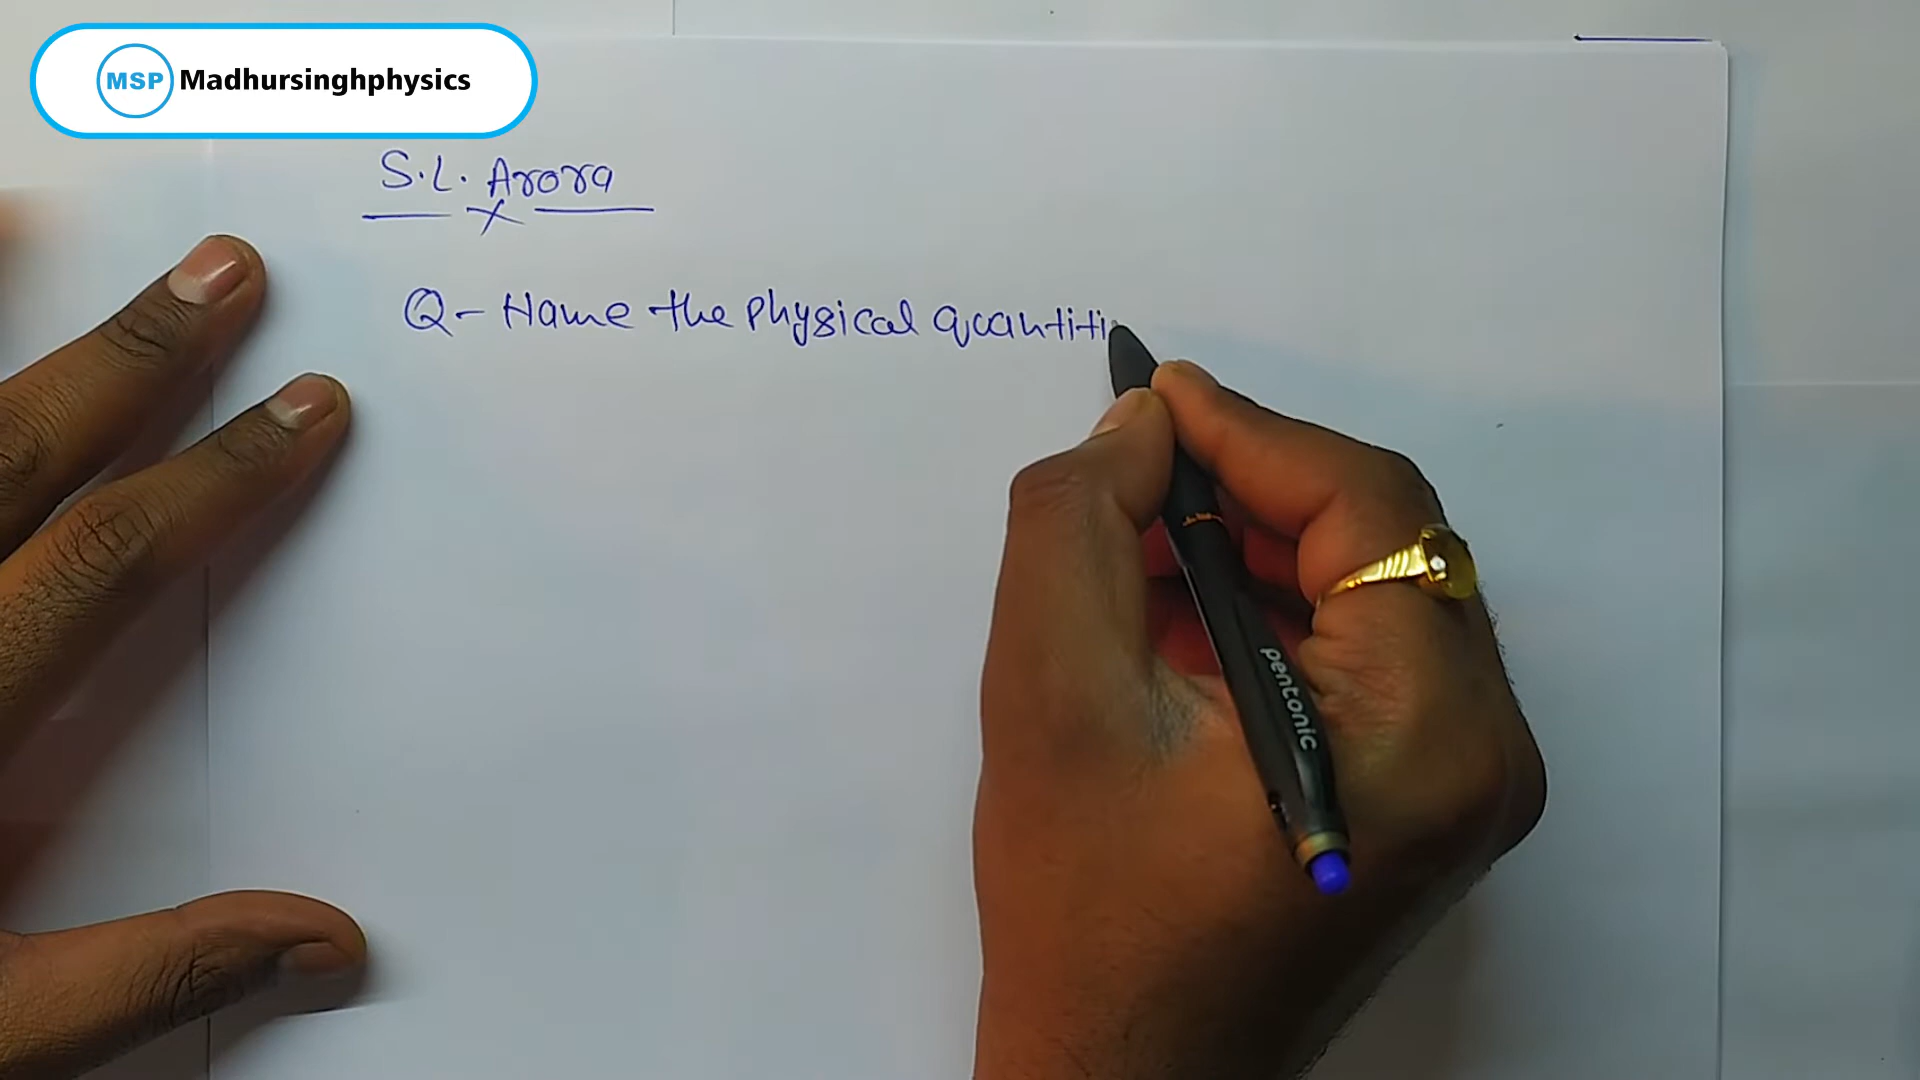 MSP Madhursinghphysics
S.L. Arora
Q- Name the physical quantiti
pentonic